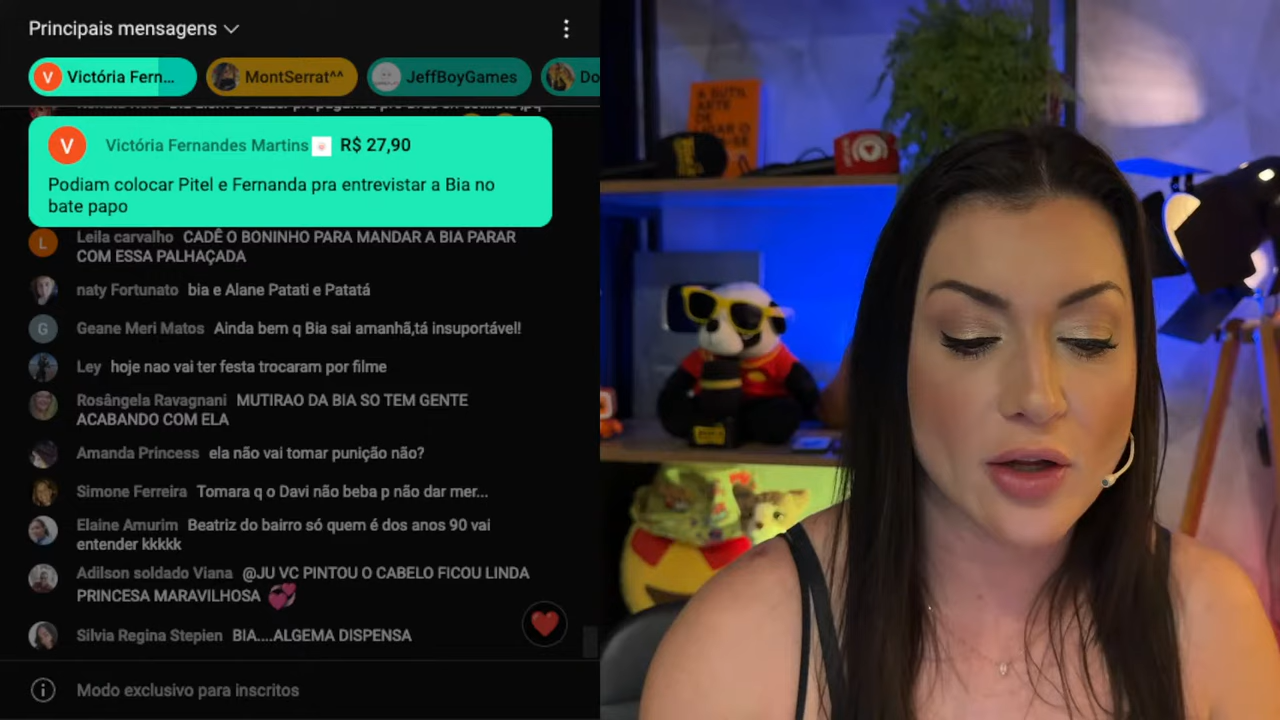 Principais mensagens
V Victória Fern...
MontSerrat^^
JeffBoyGames
Do
V Victória Fernandes Martins R$ 27,90
Podiam colocar Pitel e Fernanda pra entrevistar a Bia no
bate papo
L Leila carvalho CADÊ O BONINHO PARA MANDAR A BIA PARAR
COM ESSA PALHAÇADA
naty Fortunato bia e Alane Patati e Patatá
G Geane Meri Matos Ainda bem q Bia sai amanhã,tá insuportável!
Ley hoje nao vai ter festa trocaram por filme
Rosângela Ravagnani MUTIRAO DA BIA SO TEM GENTE
ACABANDO COM ELA
Amanda Princess ela não vai tomar punição não?
Simone Ferreira Tomara q o Davi não beba p não dar mer...
Elaine Amurim Beatriz do bairro só quem é dos anos 90 vai
entender kkkkk
Adilson soldado Viana @JU VC PINTOU O CABELO FICOU LINDA
PRINCESA MARAVILHOSA 💞
Silvia Regina Stepien BIA....ALGEMA DISPENSA
Modo exclusivo para inscritos
A SUTIL
ARTE
DE
LIGAR O